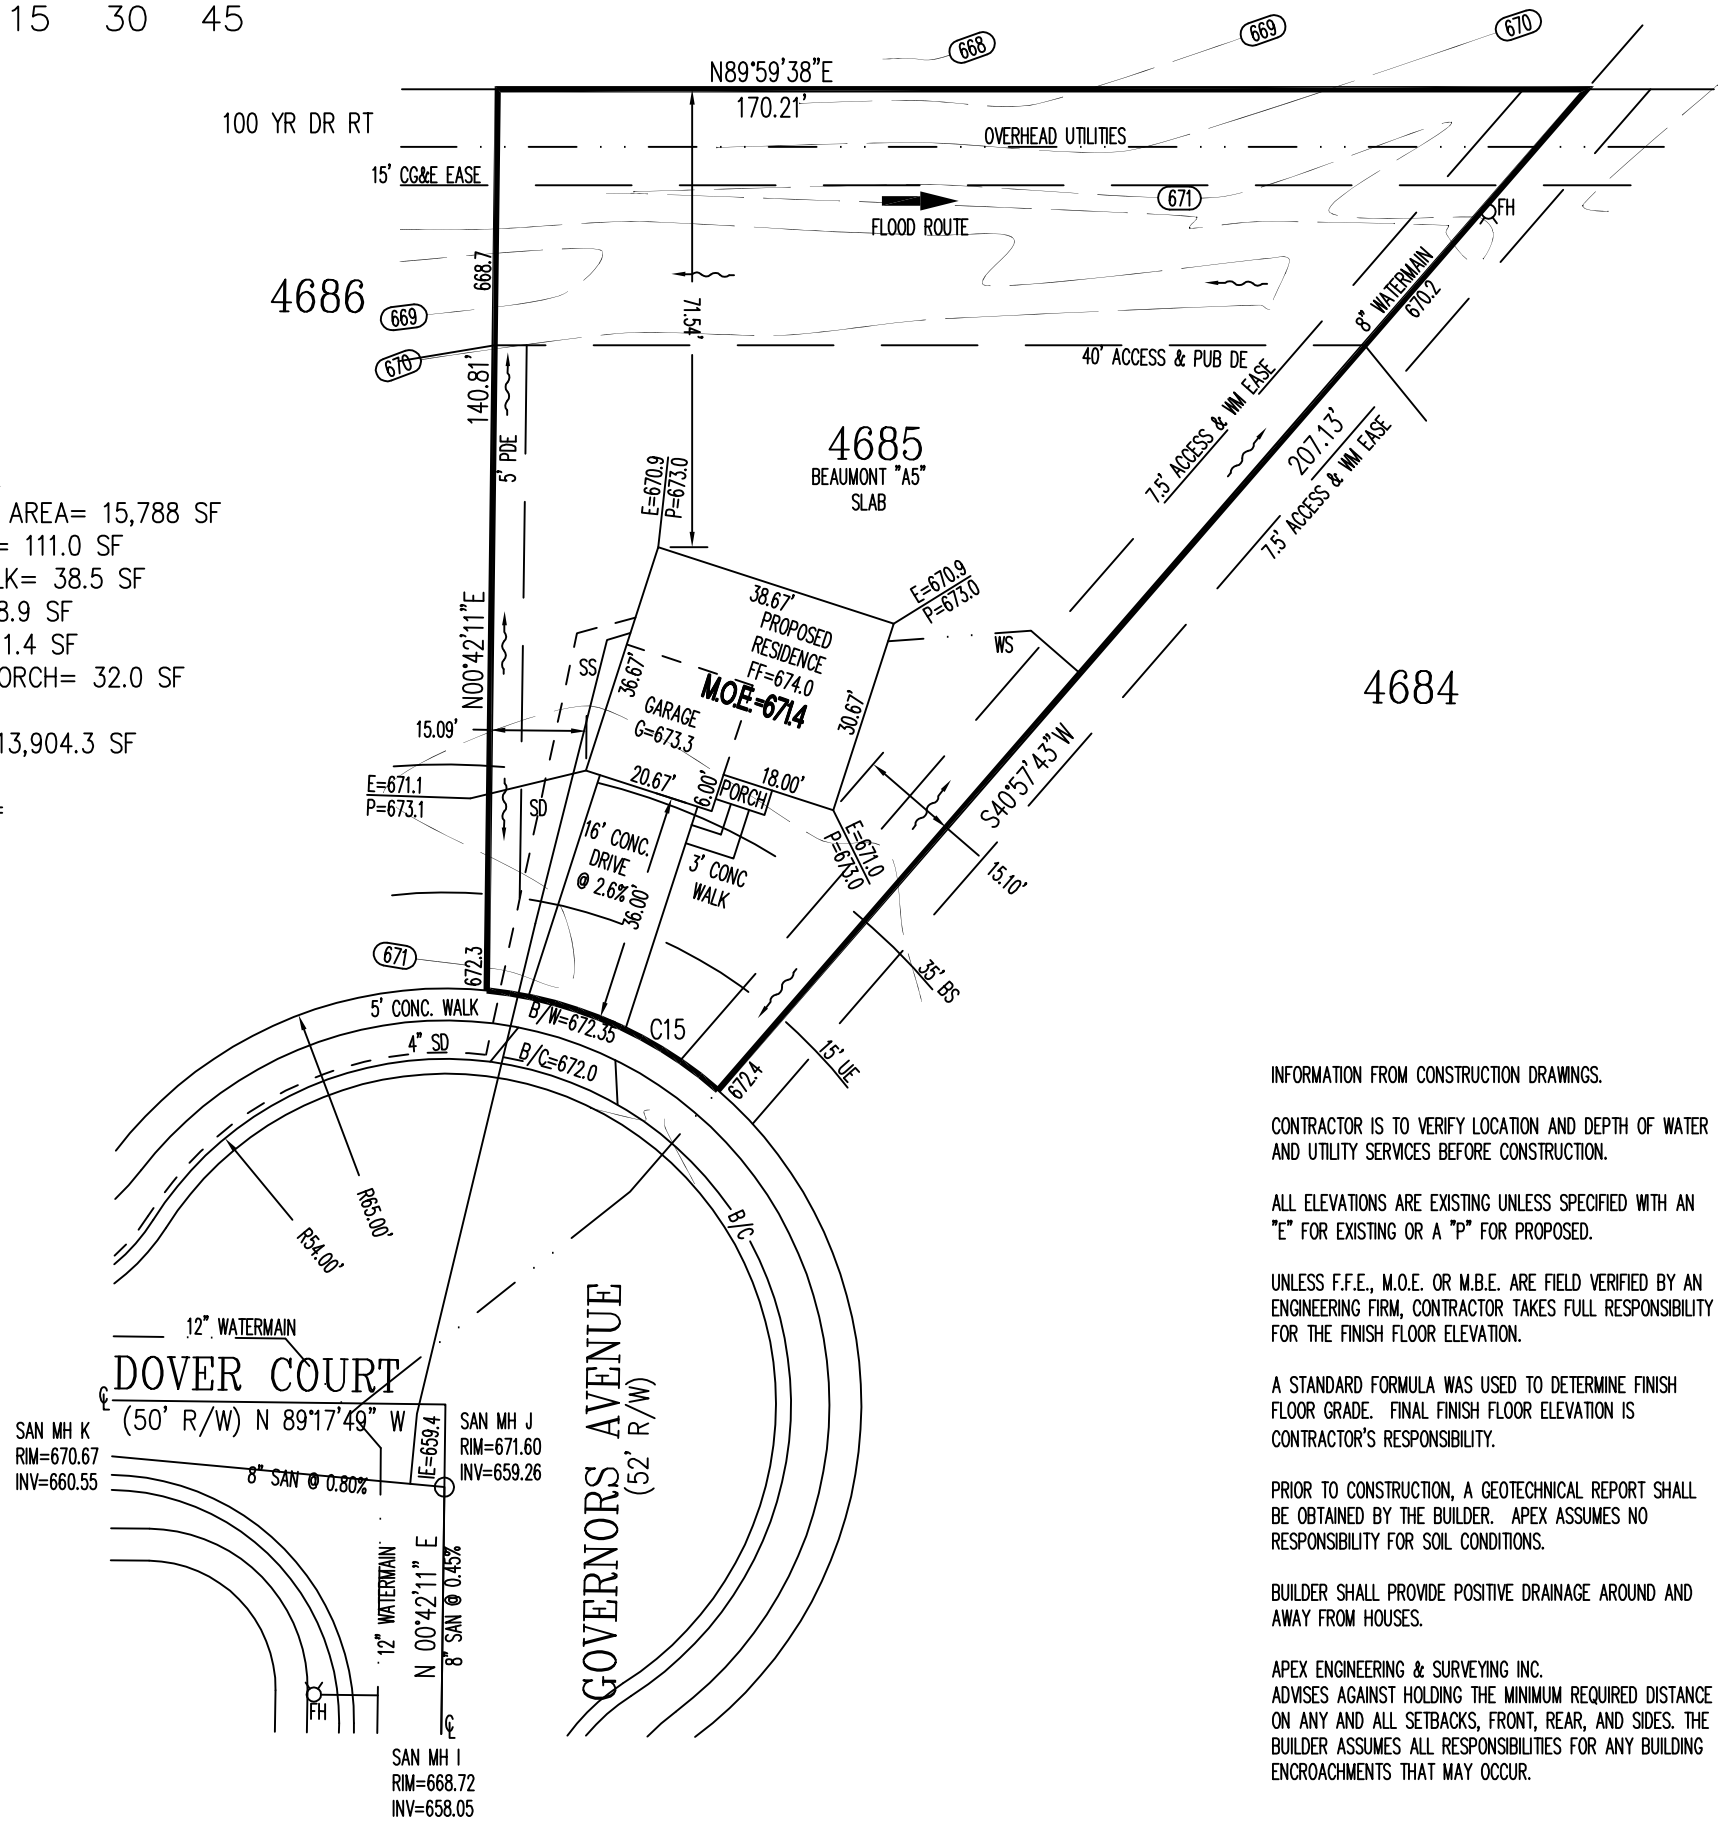 15 30 45
668
669
670
N89°59'38"E
170.21'
100 YR DR RT
OVERHEAD UTILITIES
15' CG&E EASE
671
FLOOD ROUTE
FH
668.7
4686
669
71.54'
8" WATERMAIN
670.2
670
140.81'
40' ACCESS & PUB DE
7.5' ACCESS & WM EASE
207.13'
7.5' ACCESS & WM EASE
5' PDE
4685
BEAUMONT "A5"
SLAB
E=670.9
P=673.0
AREA= 15,788 SF
= 111.0 SF
LK= 38.5 SF
8.9 SF
1.4 SF
ORCH= 32.0 SF
13,904.3 SF
=
N00°42'11"E
38.67'
PROPOSED
RESIDENCE
FF=674.0
M.O.E.=671.4
E=670.9
P=673.0
WS
SS
36.67'
GARAGE
G=673.3
30.67'
4684
15.09'
20.67'
6.00'
PORCH
18.00'
E=671.1
P=673.1
SD
S40°57'43"W
16' CONC.
DRIVE
@ 2.6%
36.00
3' CONC
WALK
E=671.0
P=673.0
15.10'
671
672.3
35' BS
5' CONC. WALK
B/W=672.35
C15
4" SD
B/C=672.0
672.4
15' UE
R65.00'
R54.00'
B/C
12" WATERMAIN
DOVER COURT
(50' R/W) N 89°17'49" W
℄
GOVERNORS AVENUE
(52' R/W)
SAN MH K
RIM=670.67
INV=660.55
8" SAN @ 0.80%
IE=659.4
SAN MH J
RIM=671.60
INV=659.26
12" WATERMAIN
N 00°42'11" E
8" SAN @ 0.45%
FH
℄
SAN MH I
RIM=668.72
INV=658.05
INFORMATION FROM CONSTRUCTION DRAWINGS.
CONTRACTOR IS TO VERIFY LOCATION AND DEPTH OF WATER
AND UTILITY SERVICES BEFORE CONSTRUCTION.
ALL ELEVATIONS ARE EXISTING UNLESS SPECIFIED WITH AN
"E" FOR EXISTING OR A "P" FOR PROPOSED.
UNLESS F.F.E., M.O.E. OR M.B.E. ARE FIELD VERIFIED BY AN
ENGINEERING FIRM, CONTRACTOR TAKES FULL RESPONSIBILITY
FOR THE FINISH FLOOR ELEVATION.
A STANDARD FORMULA WAS USED TO DETERMINE FINISH
FLOOR GRADE. FINAL FINISH FLOOR ELEVATION IS
CONTRACTOR'S RESPONSIBILITY.
PRIOR TO CONSTRUCTION, A GEOTECHNICAL REPORT SHALL
BE OBTAINED BY THE BUILDER. APEX ASSUMES NO
RESPONSIBILITY FOR SOIL CONDITIONS.
BUILDER SHALL PROVIDE POSITIVE DRAINAGE AROUND AND
AWAY FROM HOUSES.
APEX ENGINEERING & SURVEYING INC.
ADVISES AGAINST HOLDING THE MINIMUM REQUIRED DISTANCE
ON ANY AND ALL SETBACKS, FRONT, REAR, AND SIDES. THE
BUILDER ASSUMES ALL RESPONSIBILITIES FOR ANY BUILDING
ENCROACHMENTS THAT MAY OCCUR.